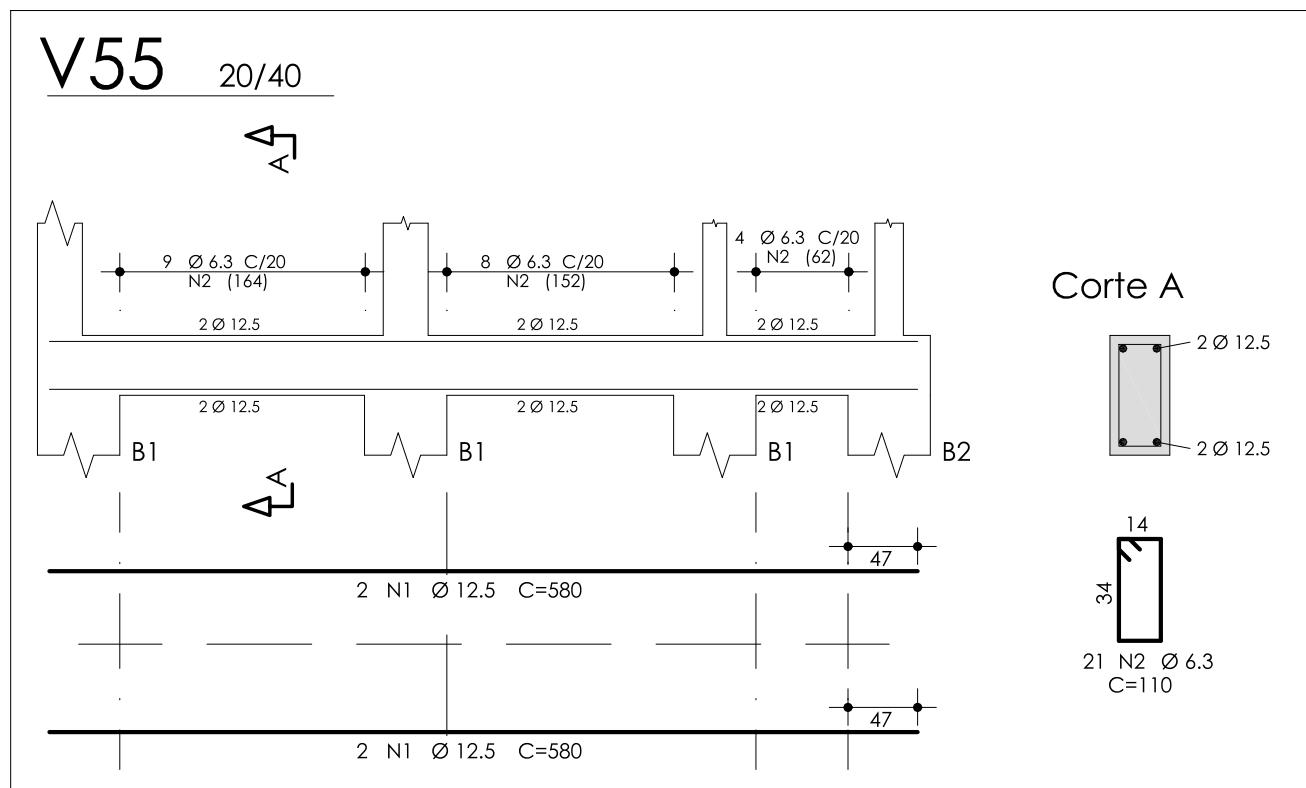 V55 20/40
A
9 Ø 6.3 C/20
N2 (164)
8 Ø 6.3 C/20
N2 (152)
4 Ø 6.3 C/20
N2 (62)
2 Ø 12.5
2 Ø 12.5
2 Ø 12.5
2 Ø 12.5
2 Ø 12.5
2 Ø 12.5
B1
B1
B1
B2
A
47
2 N1 Ø 12.5 C=580
47
2 N1 Ø 12.5 C=580
Corte A
2 Ø 12.5
2 Ø 12.5
14
34
21 N2 Ø 6.3
C=110